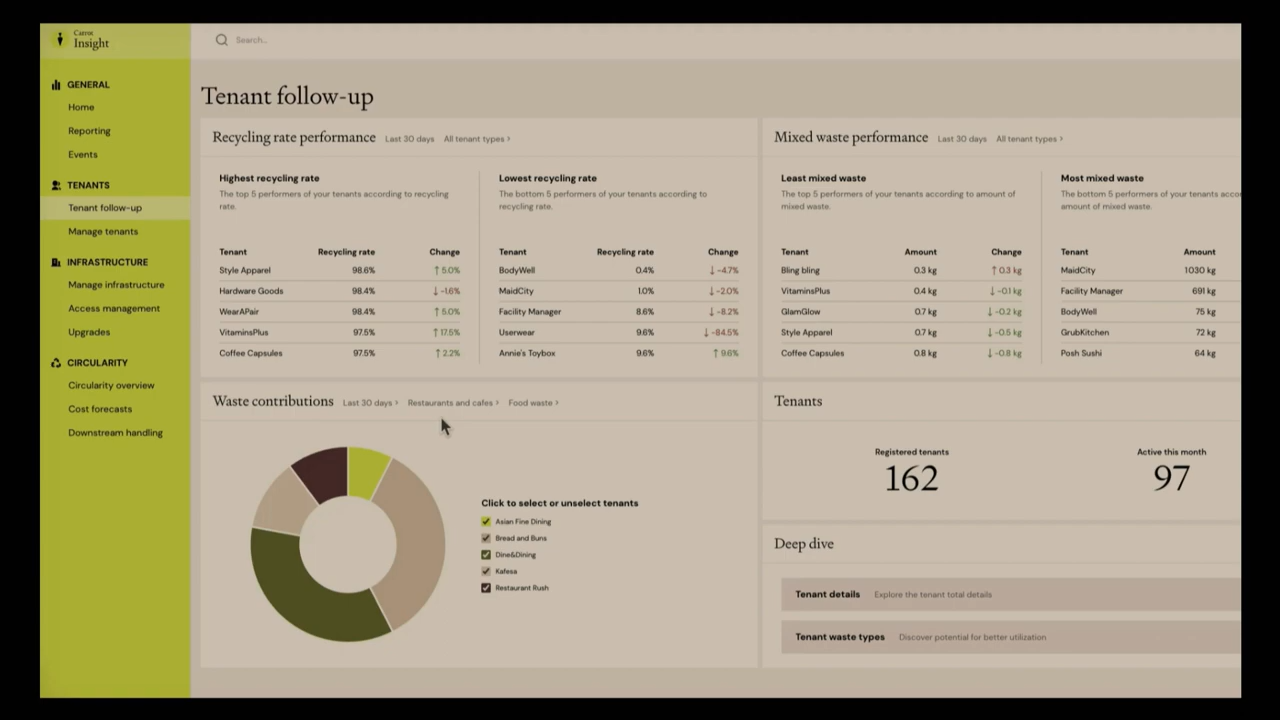 Carrot
Insight
Search...
GENERAL
Home
Reporting
Events
TENANTS
Tenant follow-up
Manage tenants
INFRASTRUCTURE
Manage infrastructure
Access management
Upgrades
CIRCULARITY
Circularity overview
Cost forecasts
Downstream handling
Tenant follow-up
Recycling rate performance Last 30 days All tenant types >
Highest recycling rate
The top 5 performers of your tenants according to recycling
rate.
Tenant Recycling rate Change
Style Apparel 98.6% ↑ 5.0%
Hardware Goods 98.4% ↓ -1.6%
WearAPair 98.4% ↑ 5.0%
VitaminsPlus 97.5% ↑ 17.5%
Coffee Capsules 97.5% ↑ 2.2%
Lowest recycling rate
The bottom 5 performers of your tenants according to
recycling rate.
Tenant Recycling rate Change
BodyWell 0.4% ↓ -4.7%
MaidCity 1.0% ↓ -2.0%
Facility Manager 8.6% ↓ -8.2%
Userwear 9.6% ↓ -84.5%
Annie's Toybox 9.6% ↑ 9.6%
Mixed waste performance Last 30 days All tenant types >
Least mixed waste
The top 5 performers of your tenants according to amount of
mixed waste.
Tenant Amount Change
Bling bling 0.3 kg ↑ 0.3 kg
VitaminsPlus 0.4 kg ↓ -0.1 kg
GlamGlow 0.7 kg ↓ -0.2 kg
Style Apparel 0.7 kg ↓ -0.5 kg
Coffee Capsules 0.8 kg ↓ -0.8 kg
Most mixed waste
The bottom 5 performers of your tenants acco
amount of mixed waste.
Tenant Amount
MaidCity 1030 kg
Facility Manager 691 kg
BodyWell 75 kg
GrubKitchen 72 kg
Posh Sushi 64 kg
Waste contributions Last 30 days > Restaurants and cafes > Food waste >
Click to select or unselect tenants
Asian Fine Dining
Bread and Buns
Dine&Dining
Kafesa
Restaurant Rush
Tenants
Registered tenants
162
Active this month
97
Deep dive
Tenant details Explore the tenant total details
Tenant waste types Discover potential for better utilization